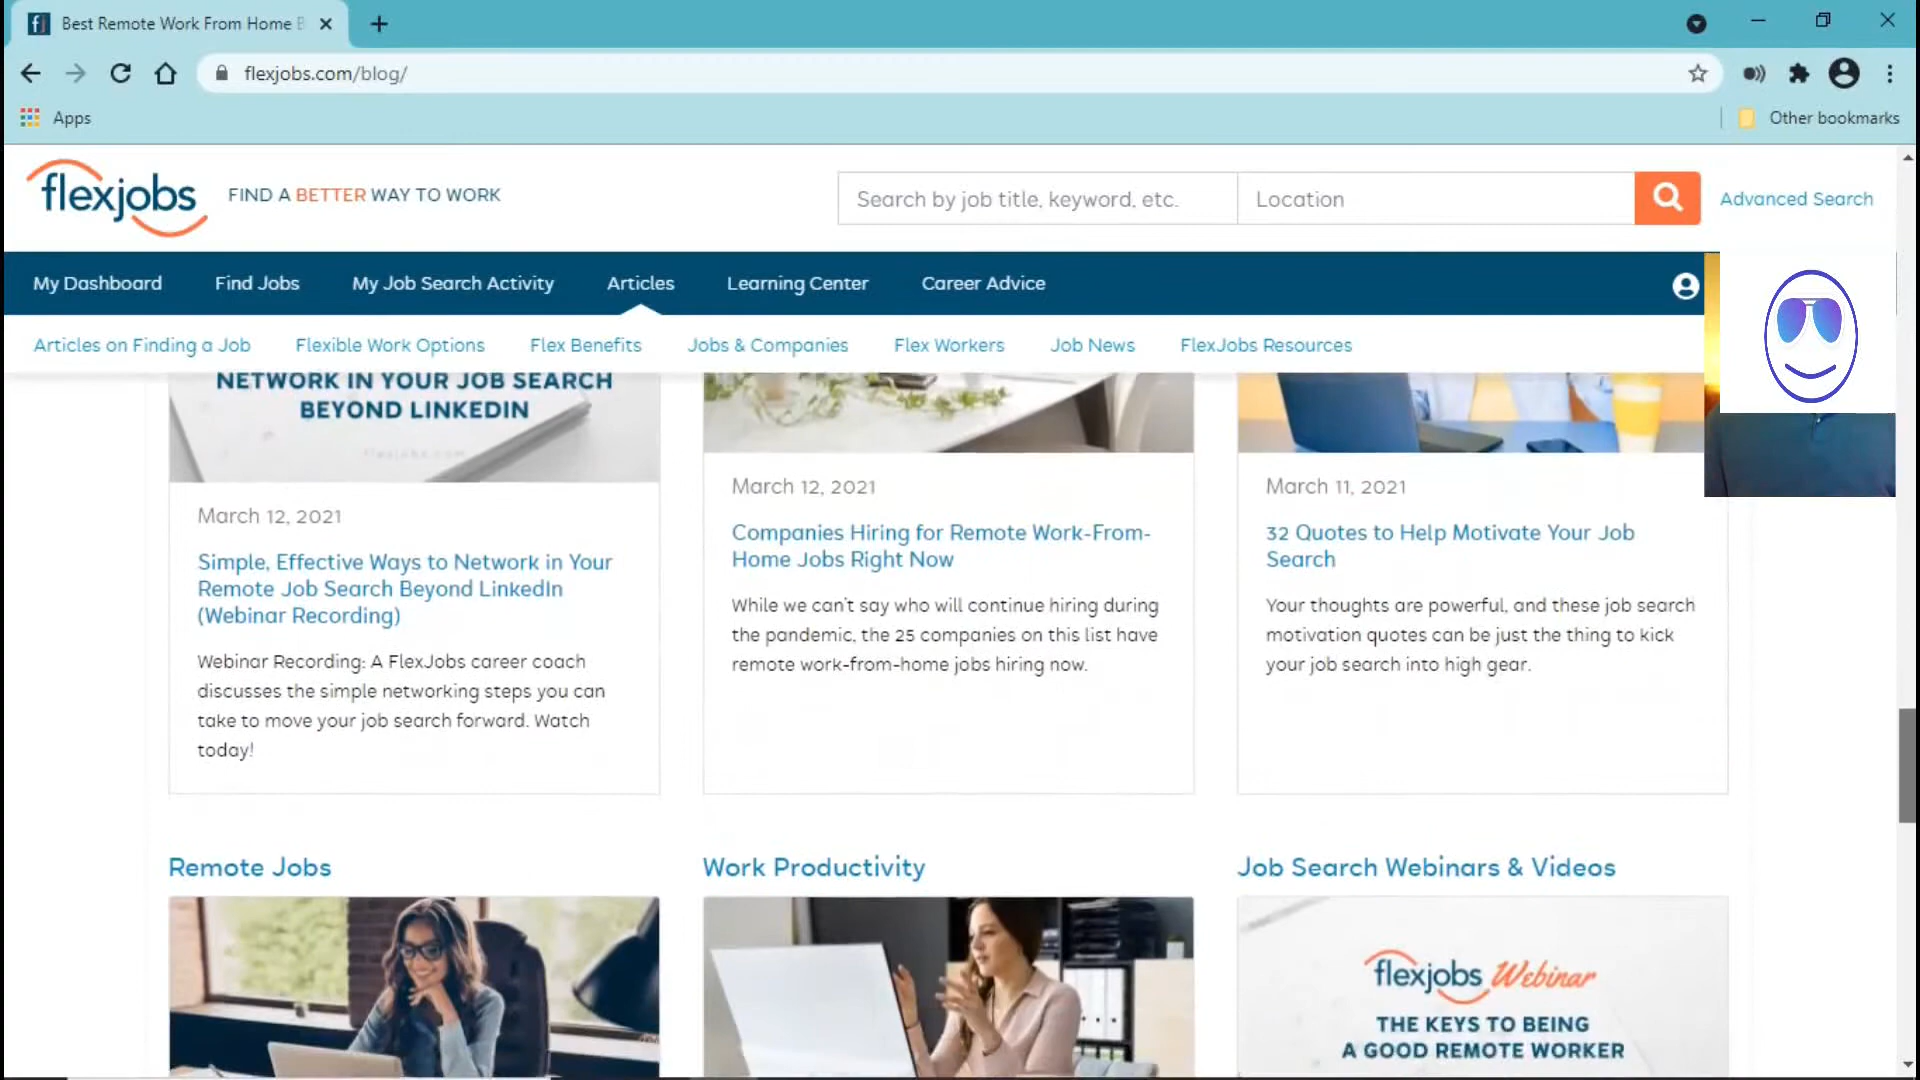 Best Remote Work From Home B
flexjobs.com/blog/
Apps
Other bookmarks
flexjobs
FIND A BETTER WAY TO WORK
Search by job title, keyword, etc.
Location
Advanced Search
My Dashboard
Find Jobs
My Job Search Activity
Articles
Learning Center
Career Advice
Articles on Finding a Job
Flexible Work Options
Flex Benefits
Jobs & Companies
Flex Workers
Job News
FlexJobs Resources
NETWORK IN YOUR JOB SEARCH
BEYOND LINKEDIN
flexjobs.com
March 12, 2021
Simple, Effective Ways to Network in Your
Remote Job Search Beyond LinkedIn
(Webinar Recording)
Webinar Recording: A FlexJobs career coach
discusses the simple networking steps you can
take to move your job search forward. Watch
today!
March 12, 2021
Companies Hiring for Remote Work-From-
Home Jobs Right Now
While we can't say who will continue hiring during
the pandemic, the 25 companies on this list have
remote work-from-home jobs hiring now.
March 11, 2021
32 Quotes to Help Motivate Your Job
Search
Your thoughts are powerful, and these job search
motivation quotes can be just the thing to kick
your job search into high gear.
Remote Jobs
Work Productivity
Job Search Webinars & Videos
flexjobs Webinar
THE KEYS TO BEING
A GOOD REMOTE WORKER